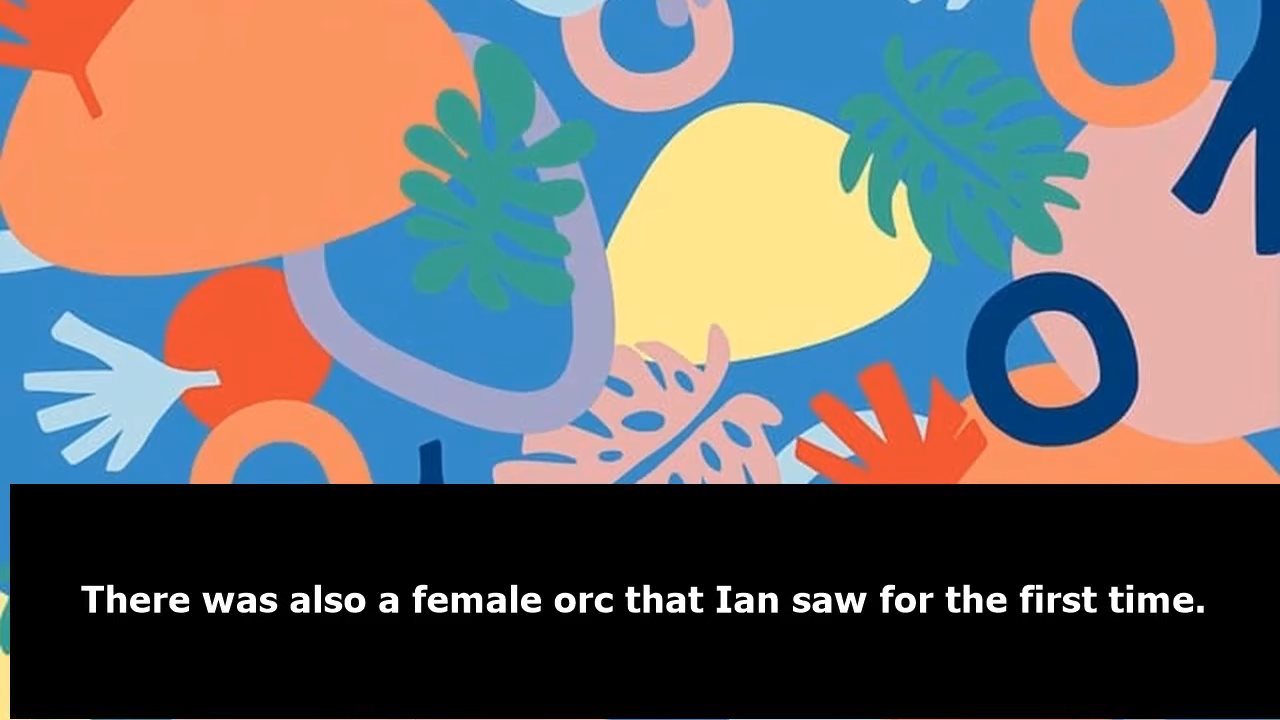 There was also a female orc that Ian saw for the first time.